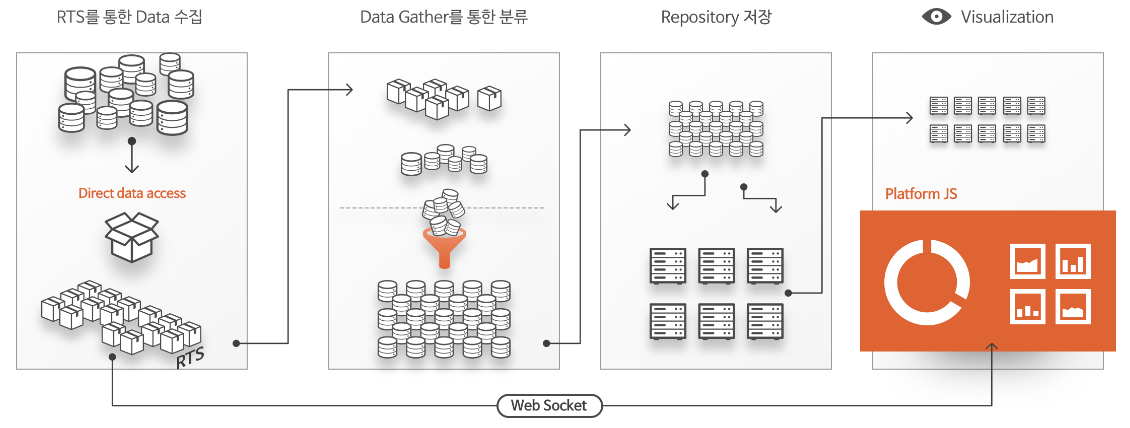 RTS를 통한 Data 수집
Data Gather를 통한 분류
Repository 저장
Visualization
Direct data access
RTS
Platform JS
Web Socket